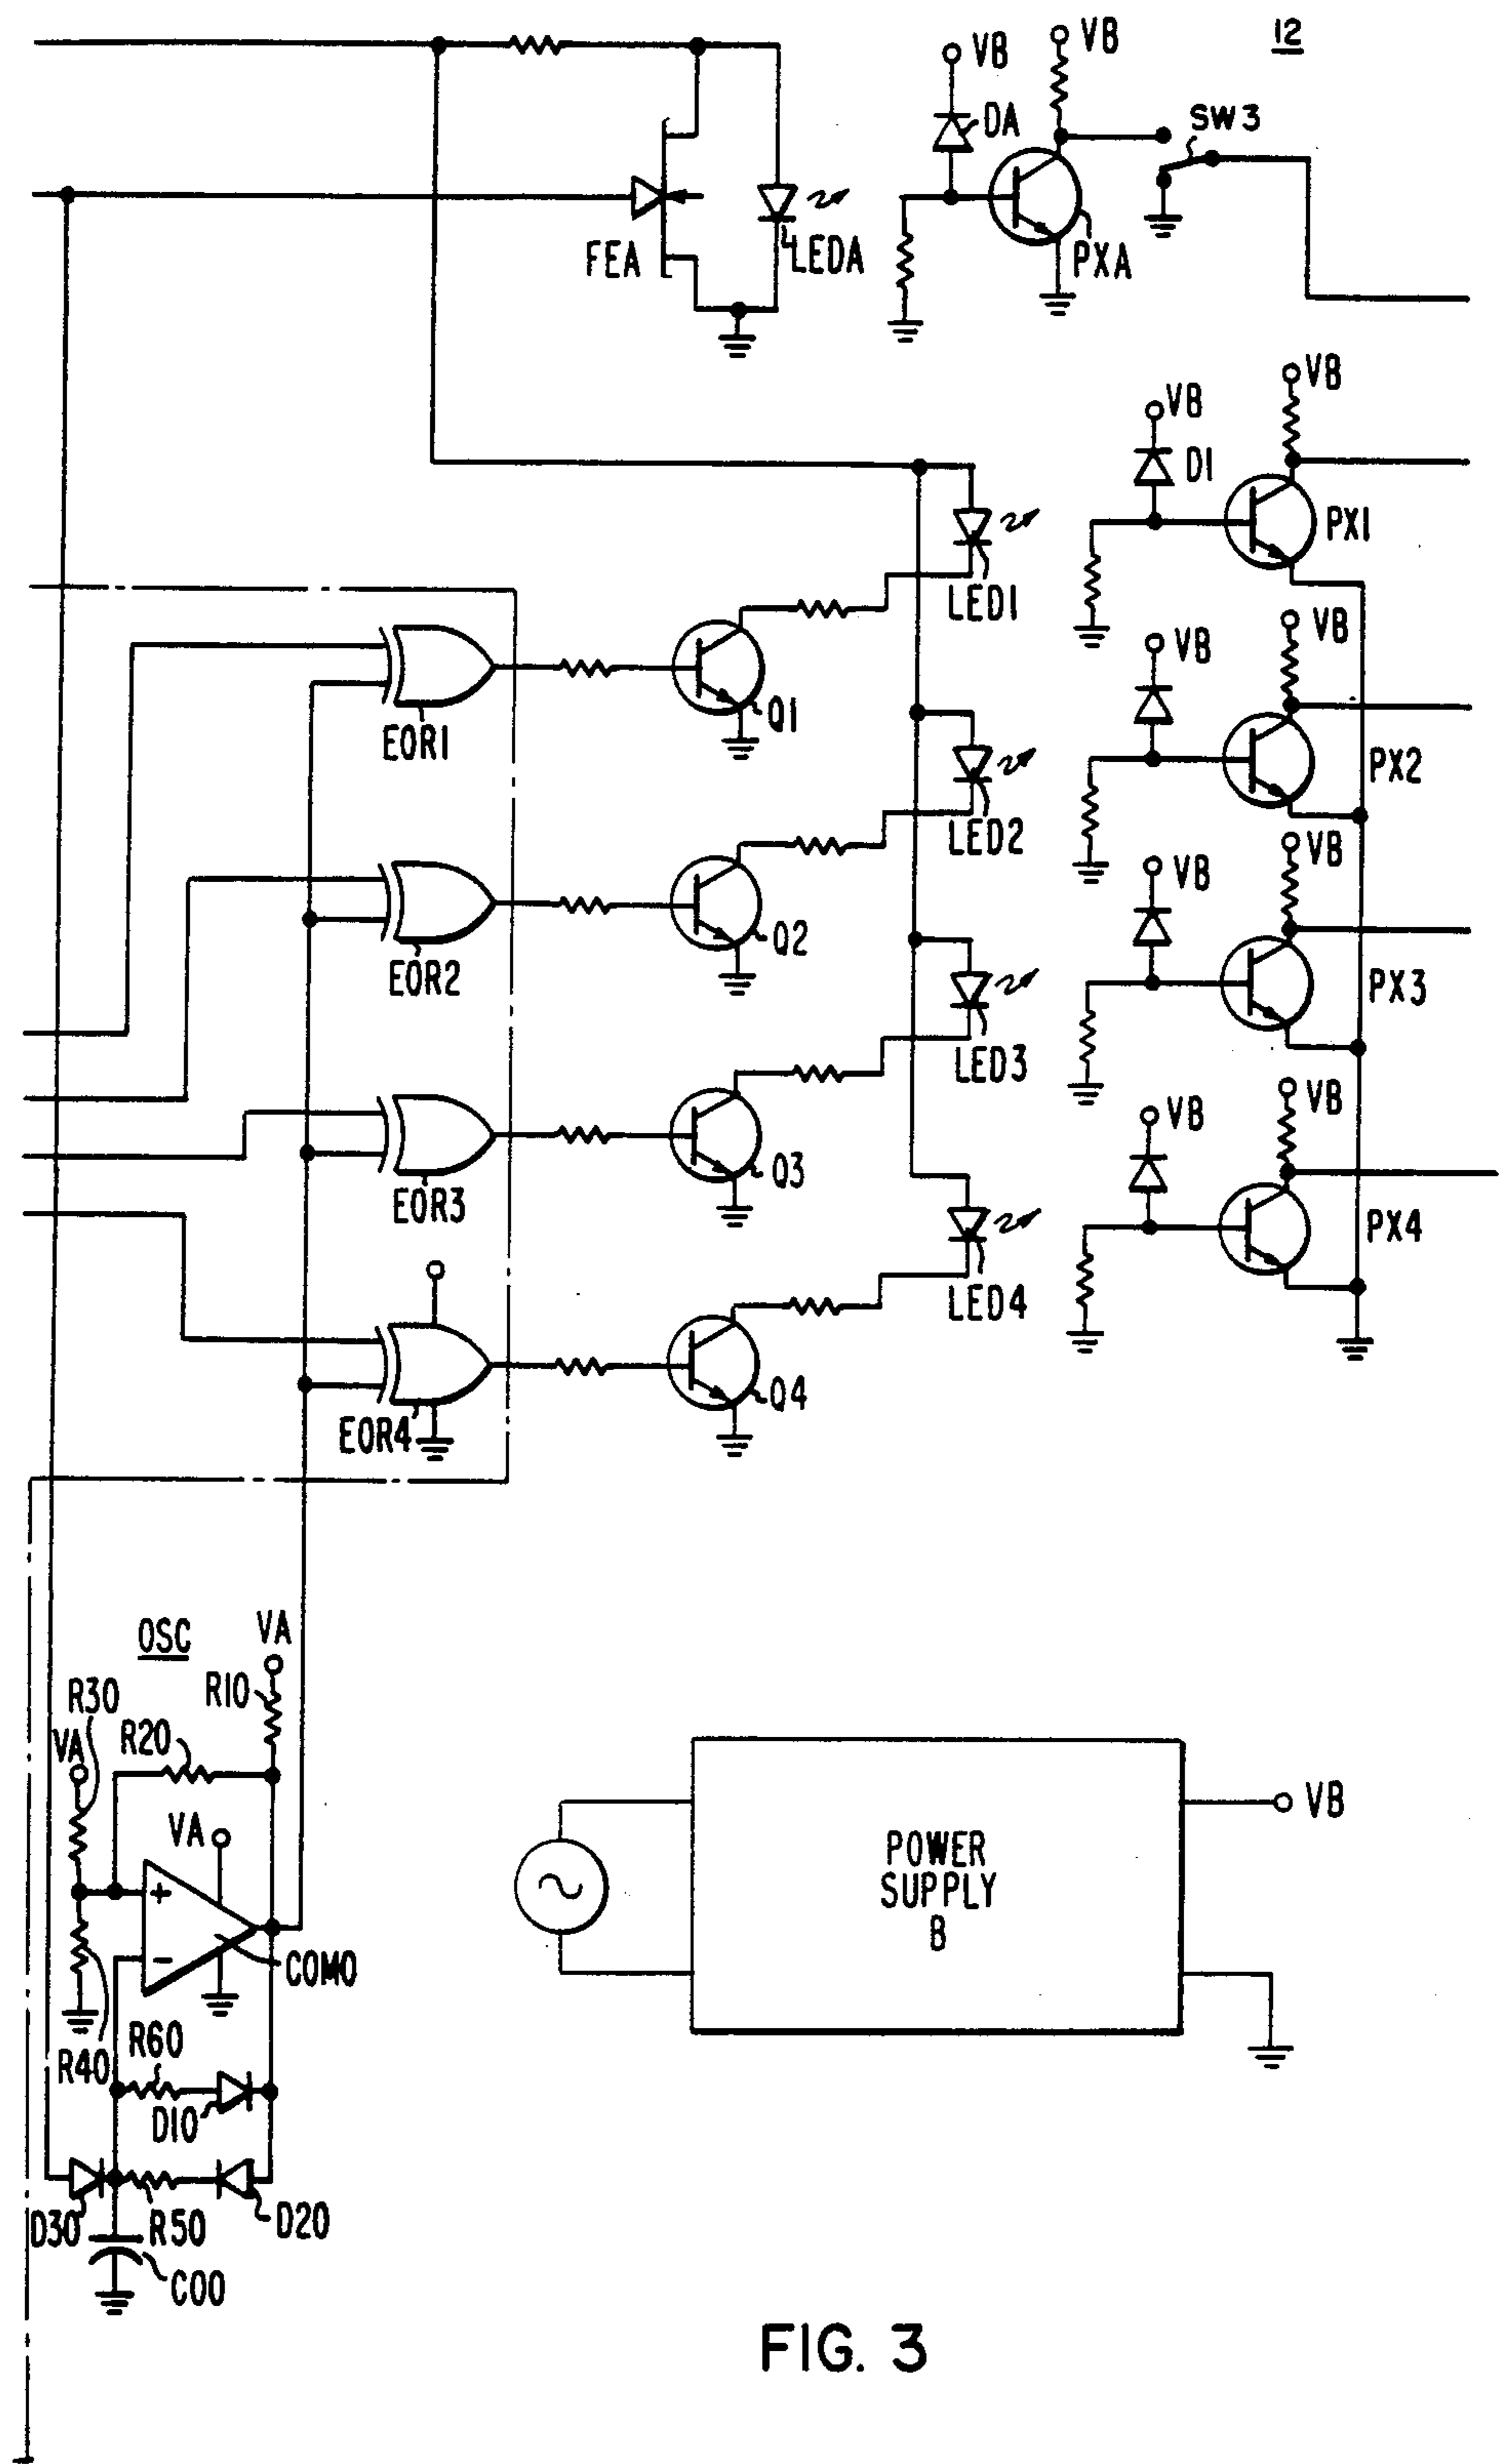 12
VB
VB
DA
SW3
FEA
LEDA
PXA
VB
VB
D1
PX1
LED1
VB
VB
EOR1
Q1
PX2
LED2
VB
VB
EOR2
Q2
PX3
LED3
VB
VB
EOR3
Q3
PX4
LED4
EOR4
Q4
OSC
VA
R10
R30
VA
R20
VA
+
-
COMO
R40
R60
D10
D30
R50
D20
COO
POWER
SUPPLY
B
VB
FIG. 3